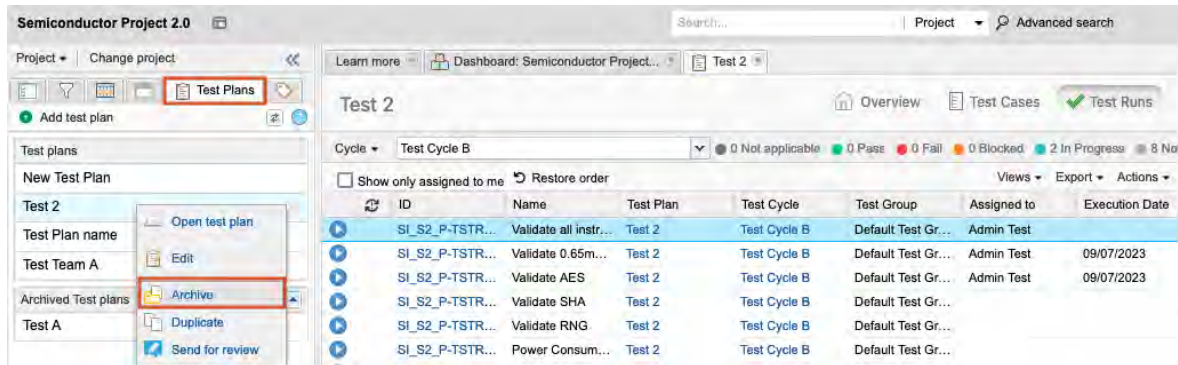 Semiconductor Project 2.0
Search...
Project
Advanced search
Project
Change project
Learn more
Dashboard: Semiconductor Project...
Test 2
Test Plans
Add test plan
Test 2
Overview
Test Cases
Test Runs
Test plans
Cycle
Test Cycle B
0 Not applicable
0 Pass
0 Fail
0 Blocked
2 In Progress
8 No
New Test Plan
Test 2
Test Plan name
Test Team A
Archived Test plans
Test A
Open test plan
Edit
Archive
Duplicate
Send for review
Show only assigned to me
Restore order
Views
Export
Actions
ID Name Test Plan Test Cycle Test Group Assigned to Execution Date
SI_S2_P-TSTR... Validate all instr... Test 2 Test Cycle B Default Test Gr... Admin Test
SI_S2_P-TSTR... Validate 0.65m... Test 2 Test Cycle B Default Test Gr... Admin Test 09/07/2023
SI_S2_P-TSTR... Validate AES Test 2 Test Cycle B Default Test Gr... Admin Test 09/07/2023
SI_S2_P-TSTR... Validate SHA Test 2 Test Cycle B Default Test Gr...
SI_S2_P-TSTR... Validate RNG Test 2 Test Cycle B Default Test Gr...
SI_S2_P-TSTR... Power Consum... Test 2 Test Cycle B Default Test Gr...